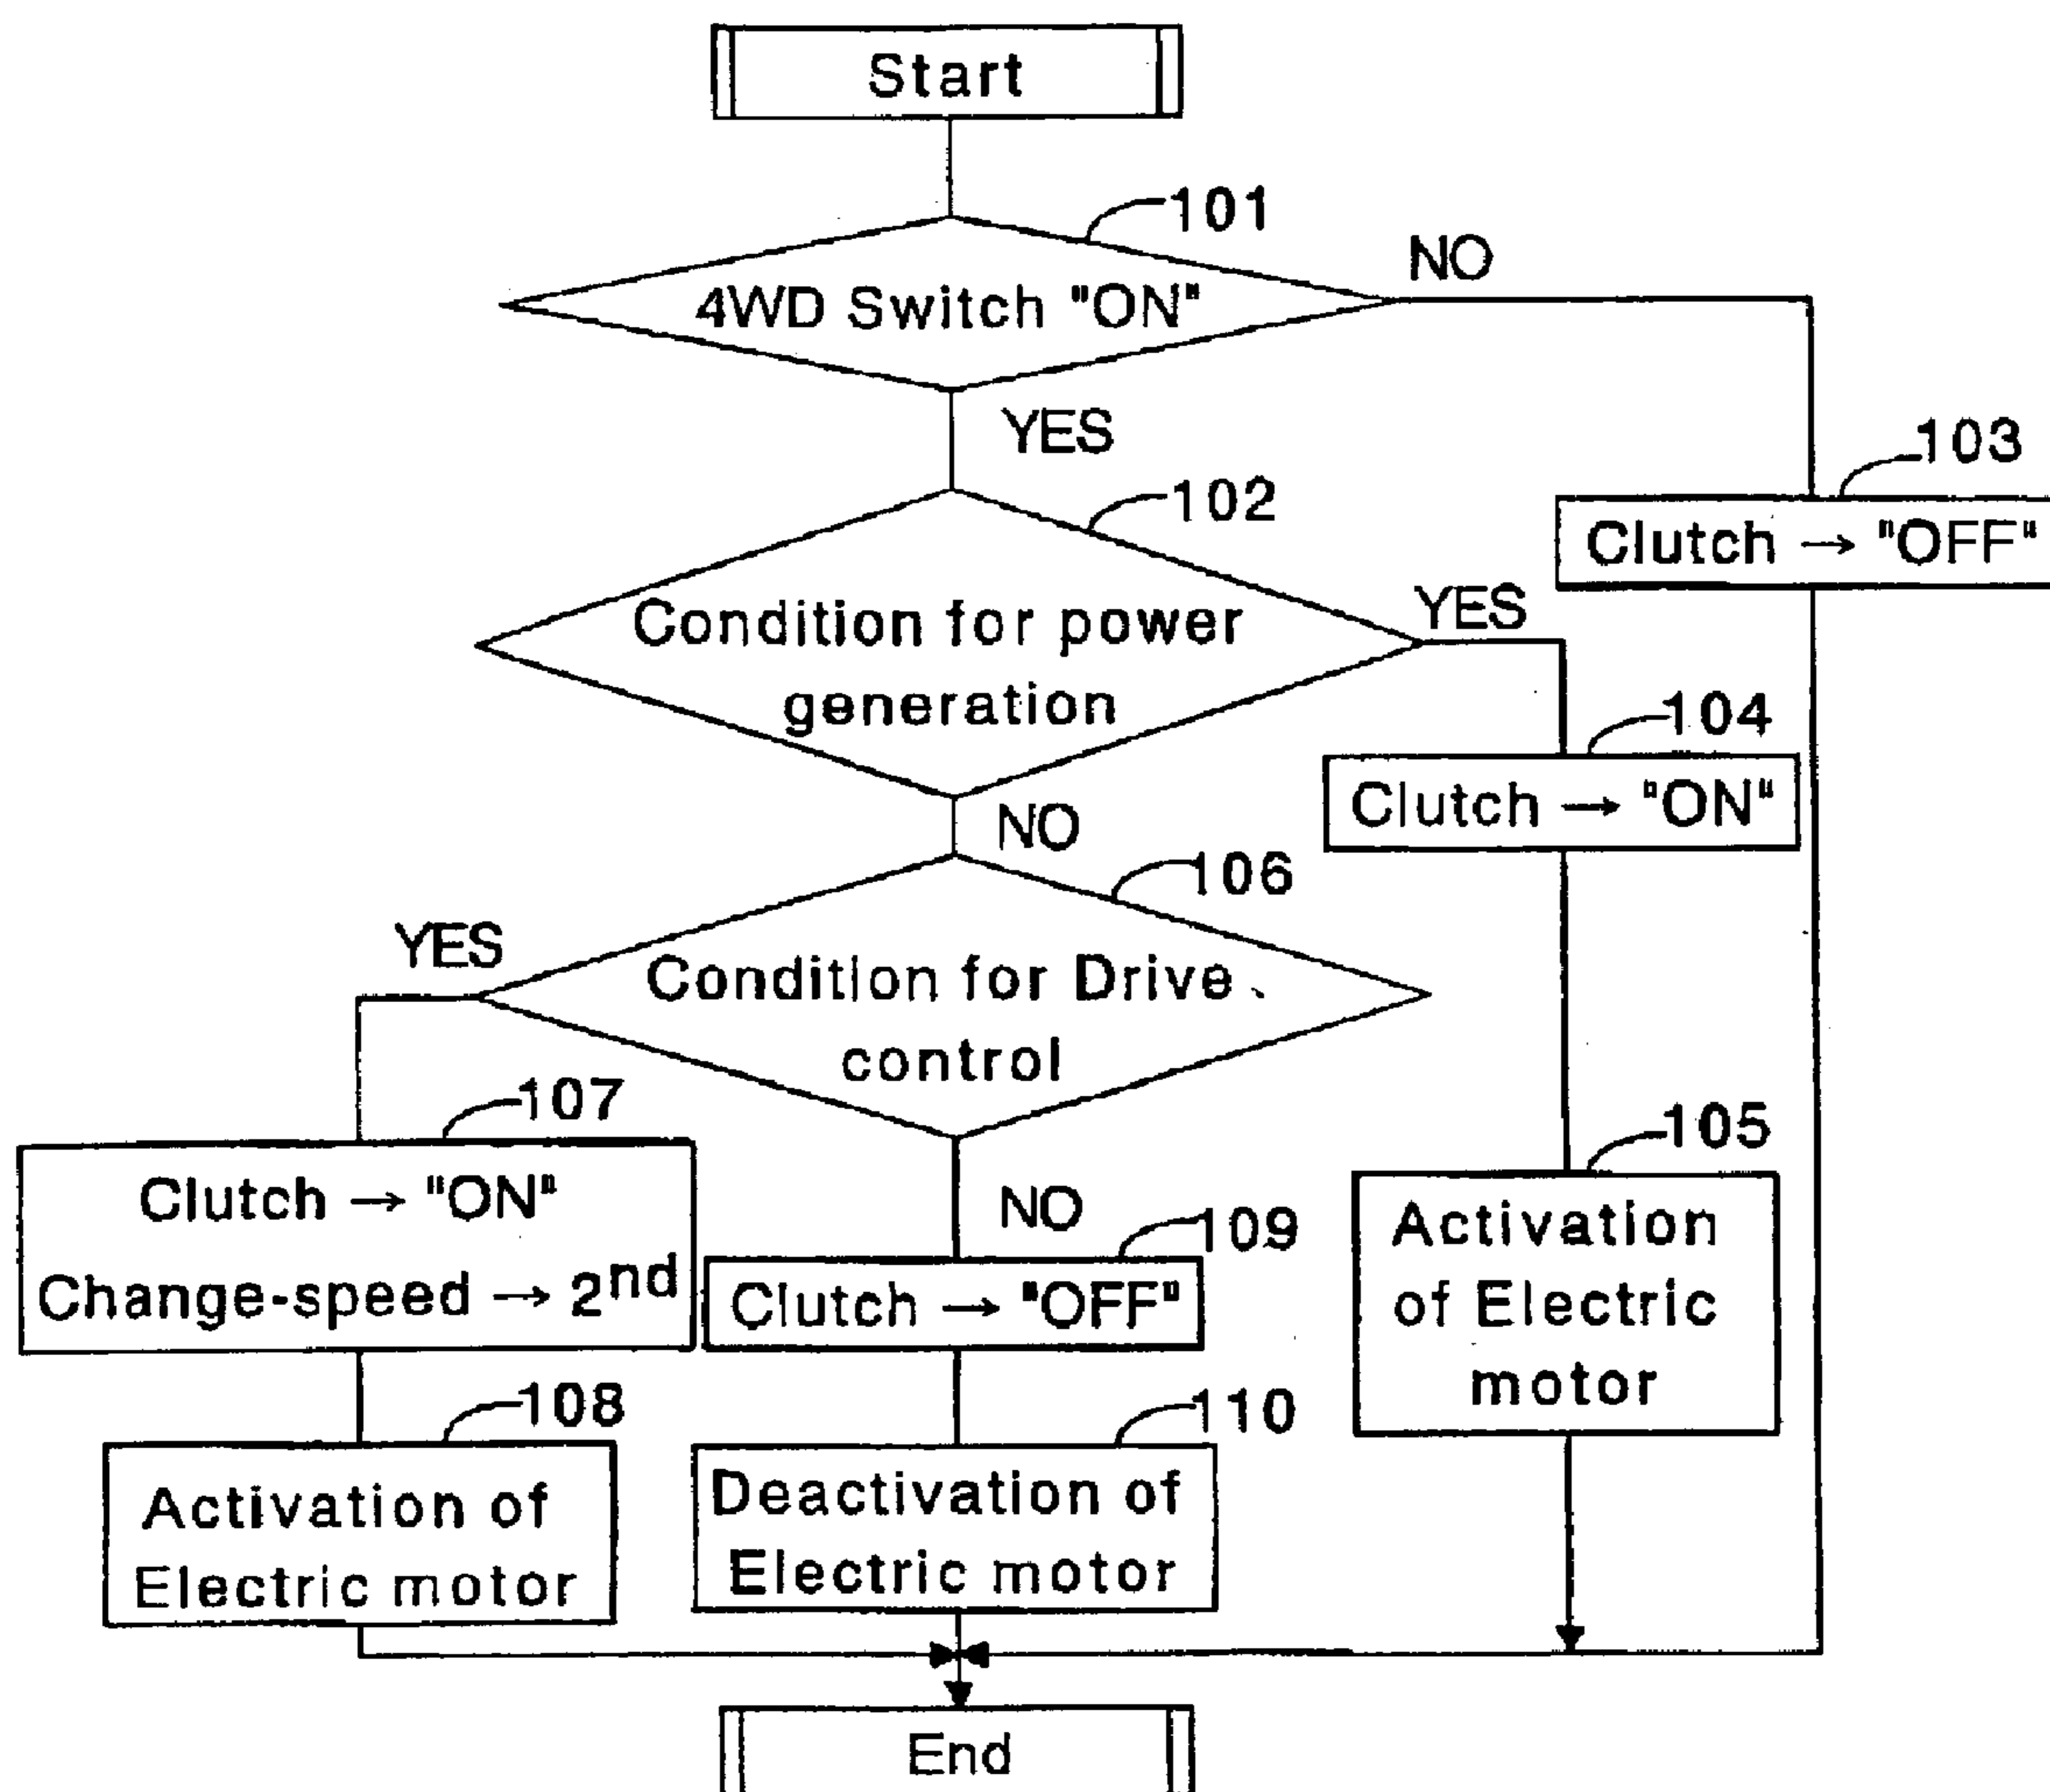 Start
101
4WD Switch "ON"
NO
YES
103
Clutch → "OFF"
102
Condition for power
generation
YES
104
Clutch → "ON"
NO
106
Condition for Drive
control
YES
107
Clutch → "ON"
Change-speed → 2nd
NO
109
Clutch → "OFF"
105
Activation
of Electric
motor
108
Activation of
Electric motor
110
Deactivation of
Electric motor
End